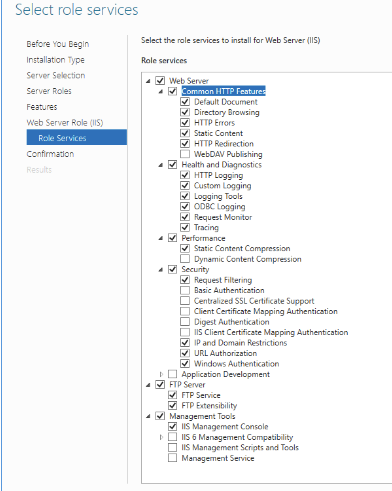 Select role services
Before You Begin
Installation Type
Server Selection
Server Roles
Features
Web Server Role (IIS)
Role Services
Confirmation
Results
Select the role services to install for Web Server (IIS)
Role services
Web Server
Common HTTP Features
Default Document
Directory Browsing
HTTP Errors
Static Content
HTTP Redirection
WebDAV Publishing
Health and Diagnostics
HTTP Logging
Custom Logging
Logging Tools
ODBC Logging
Request Monitor
Tracing
Performance
Static Content Compression
Dynamic Content Compression
Security
Request Filtering
Basic Authentication
Centralized SSL Certificate Support
Client Certificate Mapping Authentication
Digest Authentication
IIS Client Certificate Mapping Authentication
IP and Domain Restrictions
URL Authorization
Windows Authentication
Application Development
FTP Server
FTP Service
FTP Extensibility
Management Tools
IIS Management Console
IIS 6 Management Compatibility
IIS Management Scripts and Tools
Management Service